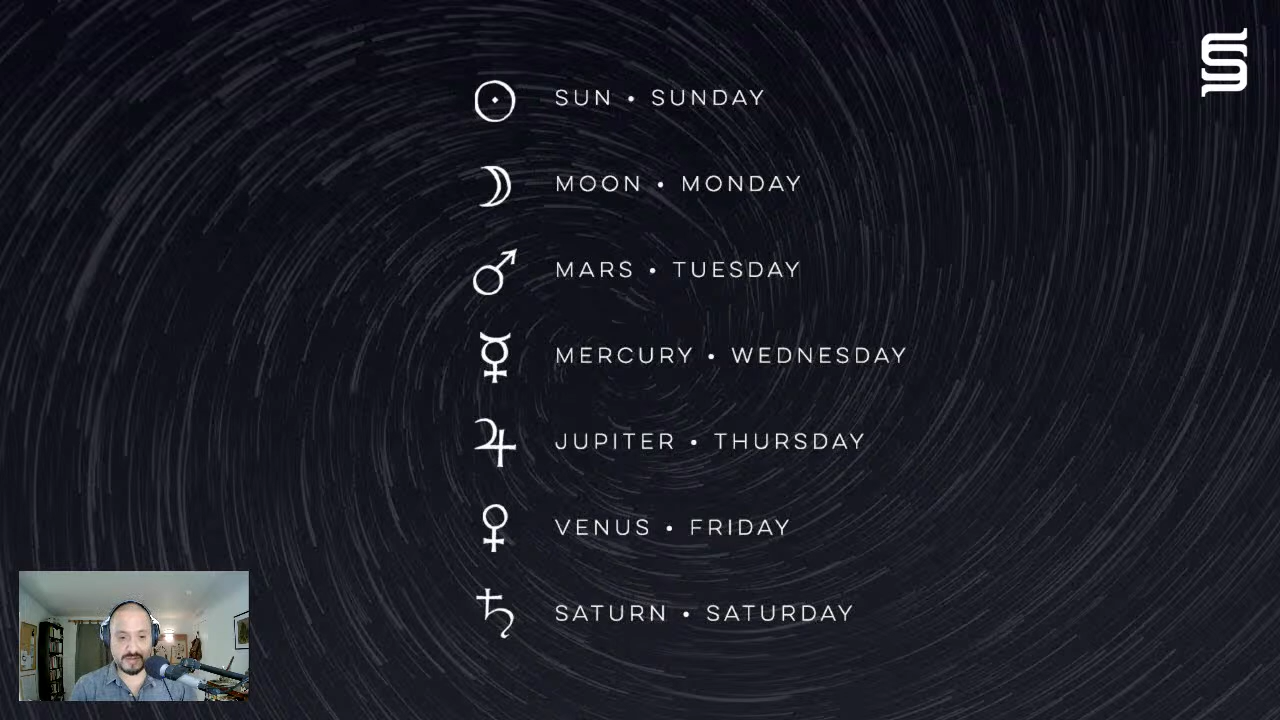 SUN • SUNDAY
MOON • MONDAY
MARS • TUESDAY
MERCURY • WEDNESDAY
JUPITER • THURSDAY
VENUS • FRIDAY
SATURN • SATURDAY